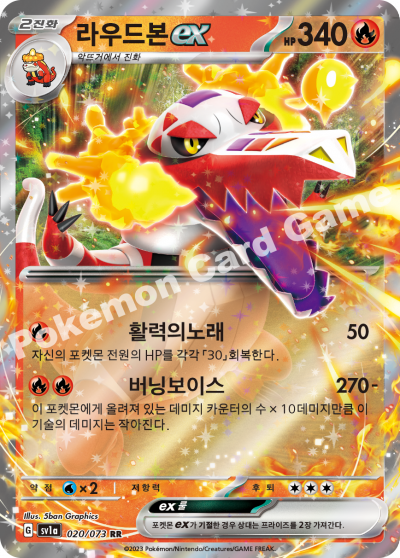 2진화
라우드본 ex
HP 340
악뜨거에서 진화
Pokémon Card Game
활력의노래 50
자신의 포켓몬 전원의 HP를 각각 「30」회복한다.
버닝보이스 270-
이 포켓몬에게 올려져 있는 데미지 카운터의 수 × 10데미지만큼 이
기술의 데미지는 작아진다.
약점 ×2 저항력 후퇴
ex 룰
포켓몬 ex가 기절한 경우 상대는 프라이즈를 2장 가져간다.
Illus. 5ban Graphics
G sv1a 020/073 RR
©2023 Pokémon/Nintendo/Creatures/GAME FREAK.